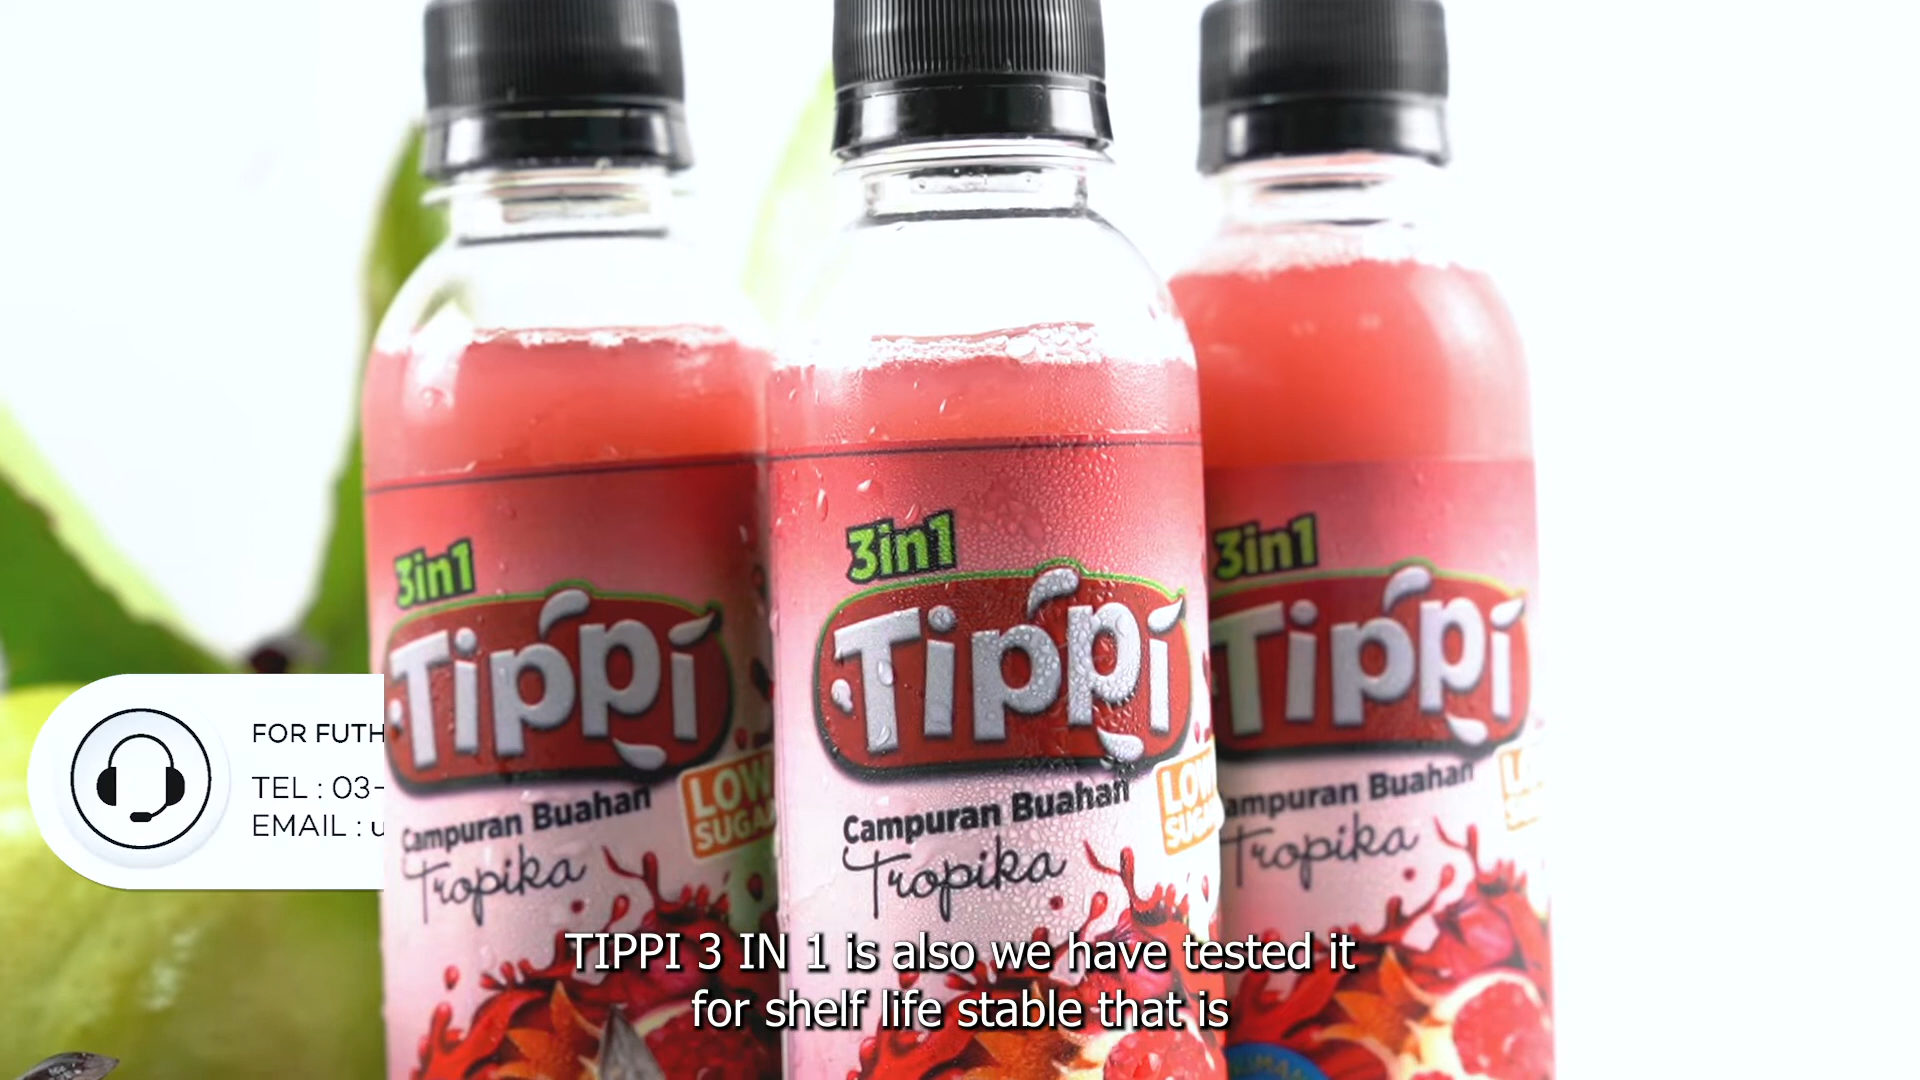 3in1
Tippi
LOW
SUGA
Campuran Buahan
Tropika
3in1
Tippi
LOW
SUGA
Campuran Buahan
Tropika
3in1
Tippi
ampuran Buahan
Tropika
FOR FUTH
TEL : 03-
EMAIL : u
TIPPI 3 IN 1 is also we have tested it
for shelf life stable that is